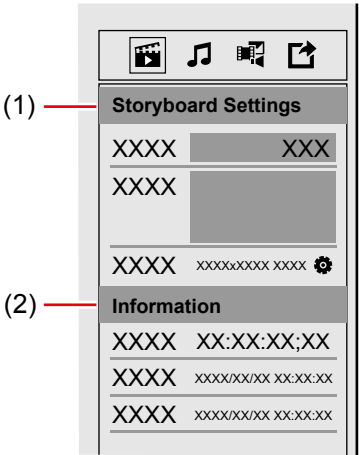 (1)
Storyboard Settings
XXXX XXX
XXXX
XXXX XXXXxXXXX XXXX
(2)
Information
XXXX XX:XX:XX;XX
XXXX XXXX/XX/XX XX:XX:XX
XXXX XXXX/XX/XX XX:XX:XX